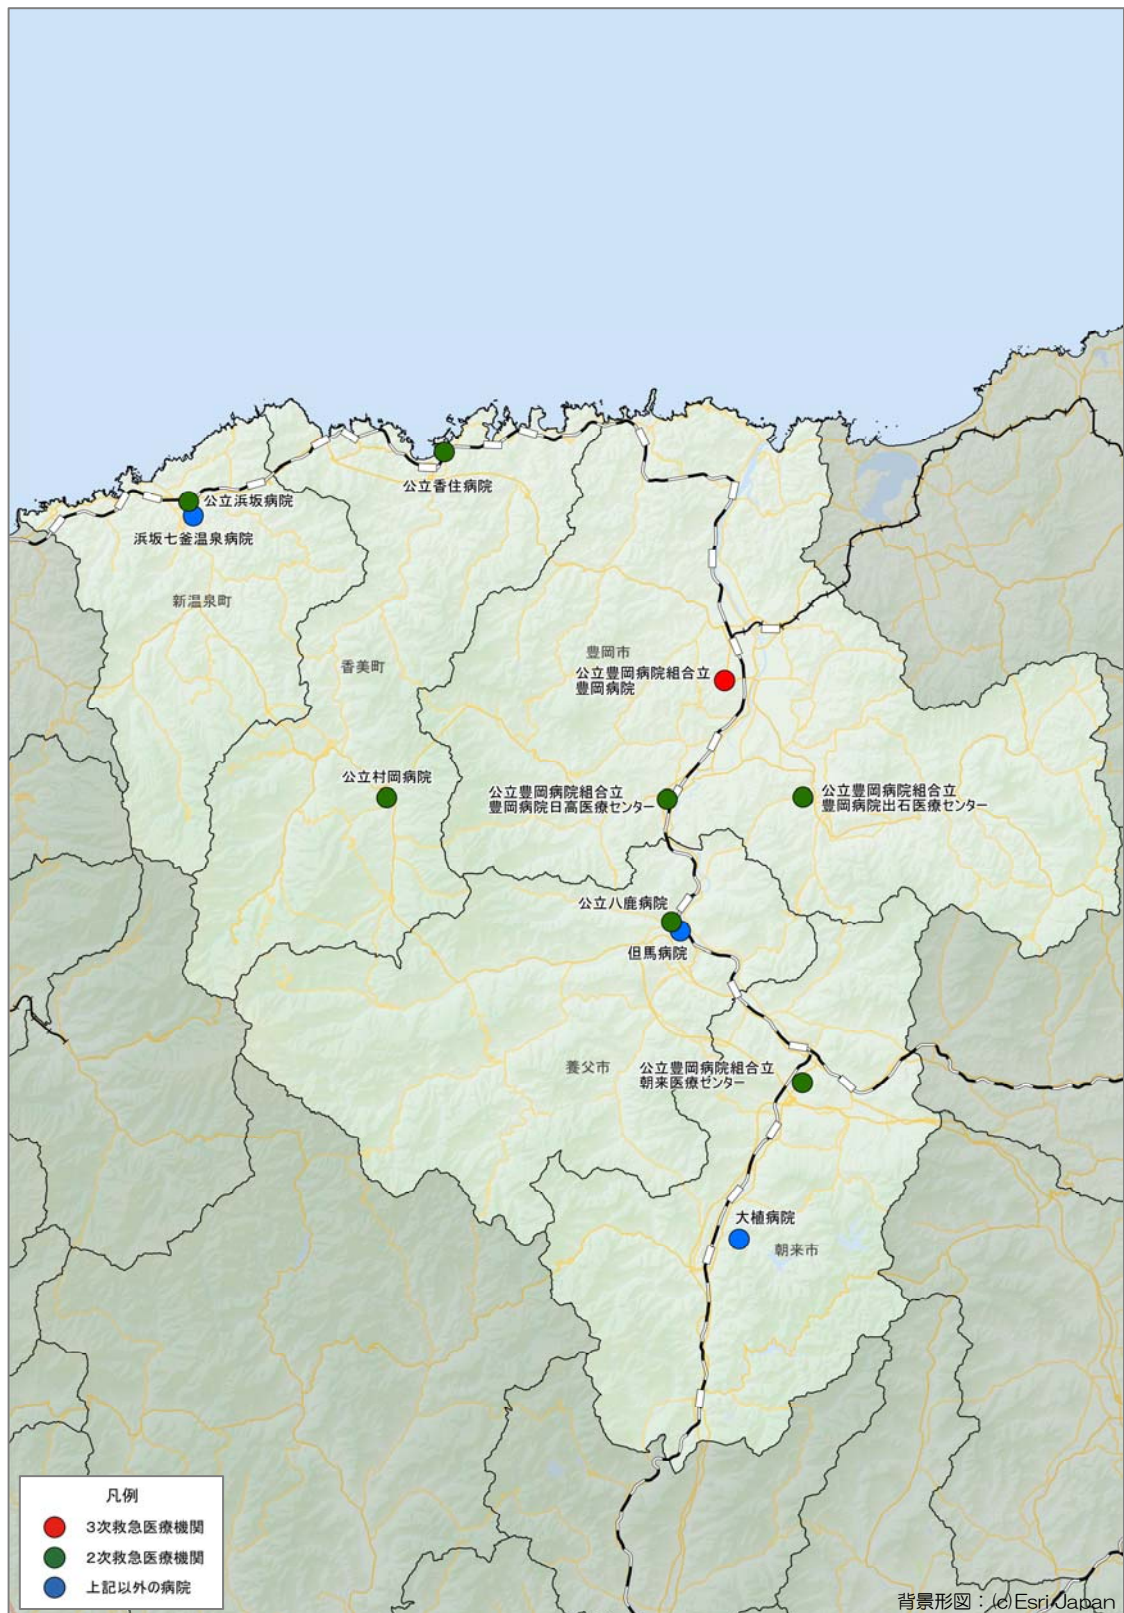 公立香住病院
公立浜坂病院
浜坂七釜温泉病院
新温泉町
香美町
豊岡市
公立豊岡病院組合立
豊岡病院
公立村岡病院
公立豊岡病院組合立
豊岡病院日高医療センター
公立豊岡病院組合立
豊岡病院出石医療センター
公立八鹿病院
但馬病院
養父市
公立豊岡病院組合立
朝来医療センター
大植病院
朝来市
凡例
3次救急医療機関
2次救急医療機関
上記以外の病院
背景形図：(c)Esri Japan